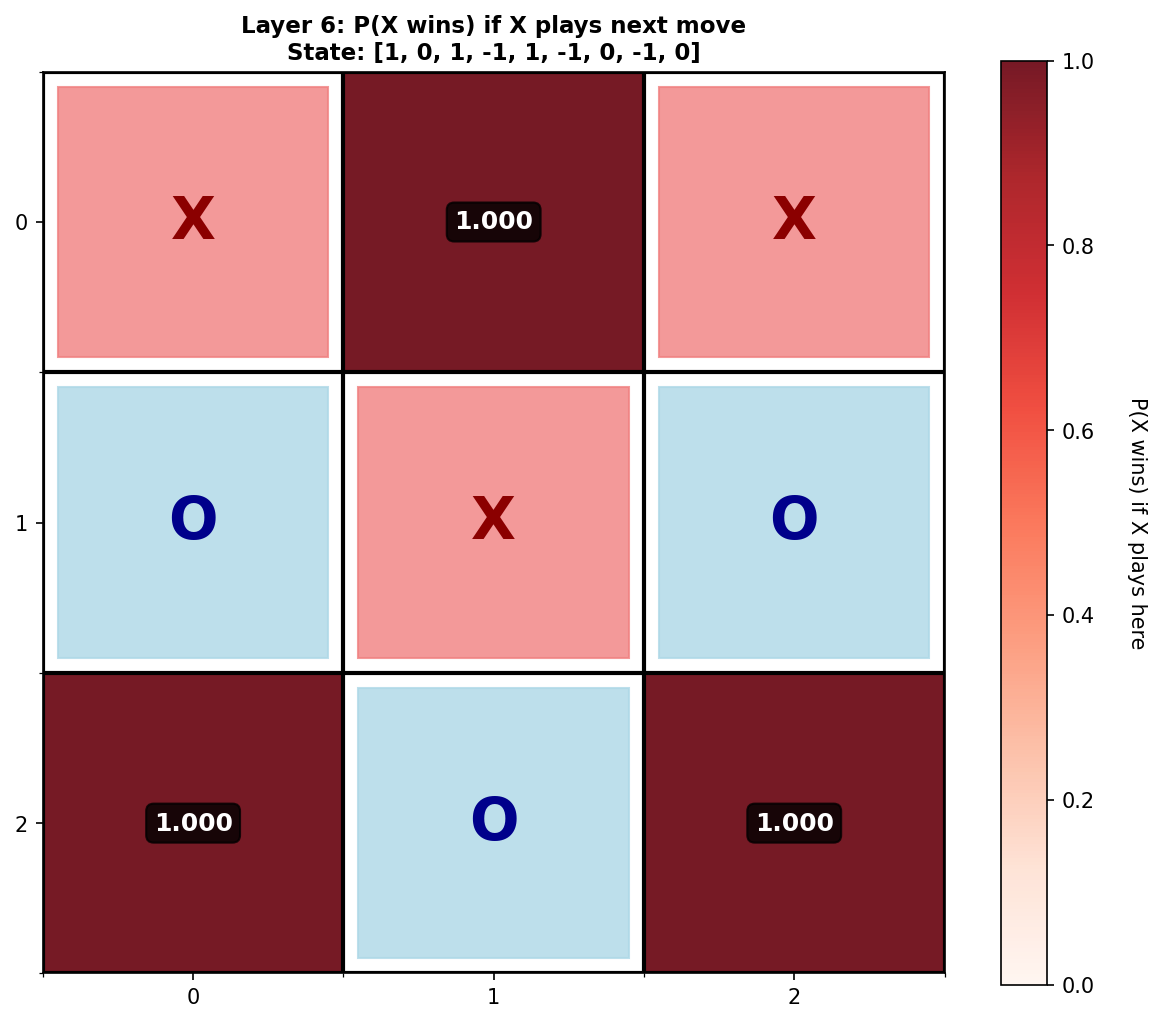 Layer 6: P(X wins) if X plays next move
State: [1, 0, 1, -1, 1, -1, 0, -1, 0]
0
X
1.000
X
1
O
X
O
2
1.000
O
1.000
0
1
2
1.0
0.8
0.6
0.4
0.2
0.0
P(X wins) if X plays here